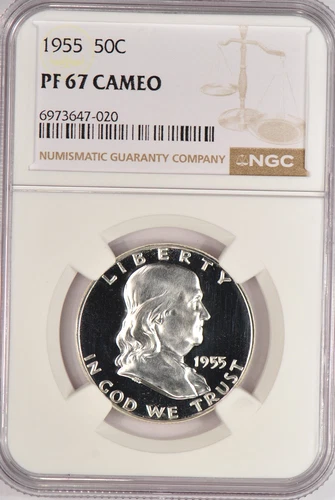 1955 50C
PF 67 CAMEO
6973647-020
NUMISMATIC GUARANTY COMPANY NGC
LIBERTY
1955
IN GOD WE TRUST